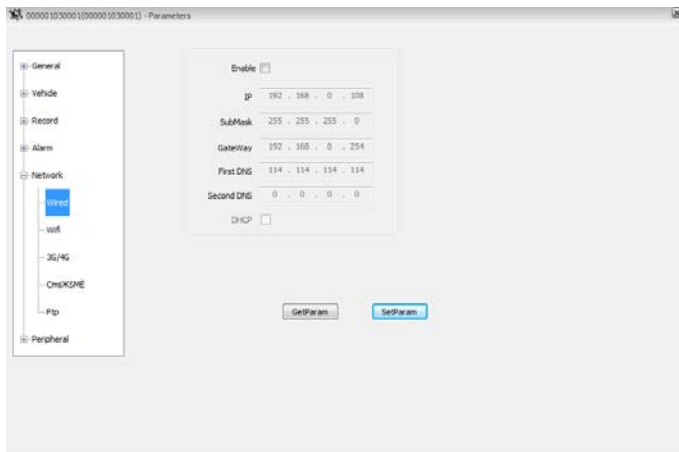 000001030001(000001030001) - Parameters
General
Vehicle
Record
Alarm
Network
Wired
Wifi
3G/4G
CmsЖSMЁ
Ftp
Peripheral
Enable
IP 192 . 168 . 0 . 108
SubMask 255 . 255 . 255 . 0
GateWay 192 . 168 . 0 . 254
First DNS 114 . 114 . 114 . 114
Second DNS 0 . 0 . 0 . 0
DHCP
GetParam SetParam